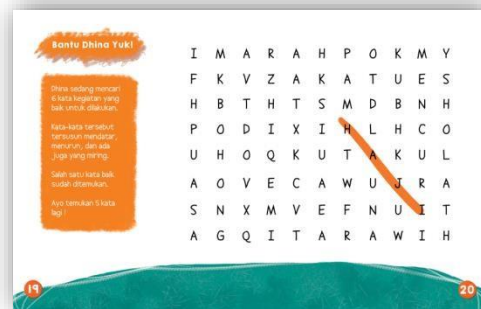 Bantu Dhina Yuk!
Dhina sedang mencari
6 kata kegiatan yang
baik untuk dilakukan.
Kata-kata tersebut
tersusun mendatar,
menurun, dan ada
juga yang miring.
Salah satu kata baik
sudah ditemukan.
Ayo temukan 5 kata
lagi !
I M A R A H P O K M Y
F K V Z A K A T U E S
H B T H T S M D B N H
P O D I X I H L H C O
U H O Q K U T A K U L
A O V E C A W U J R A
S N X M V E F N U I T
A G Q I T A R A W I H
19
20